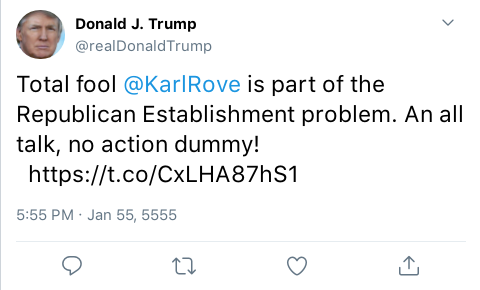 Donald J. Trump
@realDonaldTrump
Total fool @KarlRove is part of the
Republican Establishment problem. An all
talk, no action dummy!
https://t.co/CxLHA87hS1
5:55 PM · Jan 55, 5555